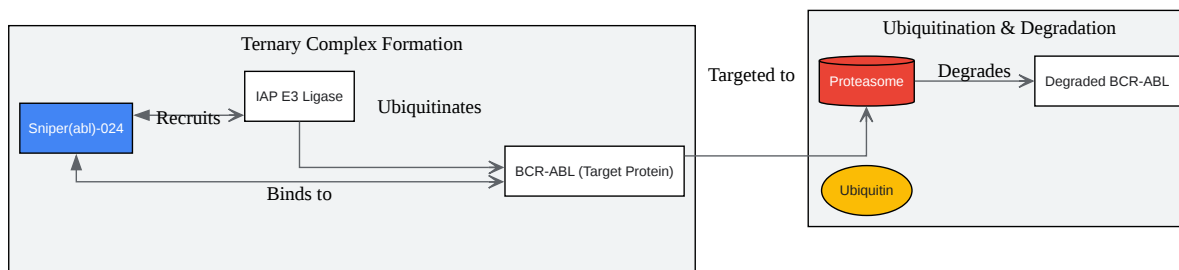 Ternary Complex Formation
Sniper(abl)-024
Recruits
IAP E3 Ligase
Ubiquitinates
Binds to
BCR-ABL (Target Protein)
Targeted to
Ubiquitination & Degradation
Proteasome
Degrades
Degraded BCR-ABL
Ubiquitin